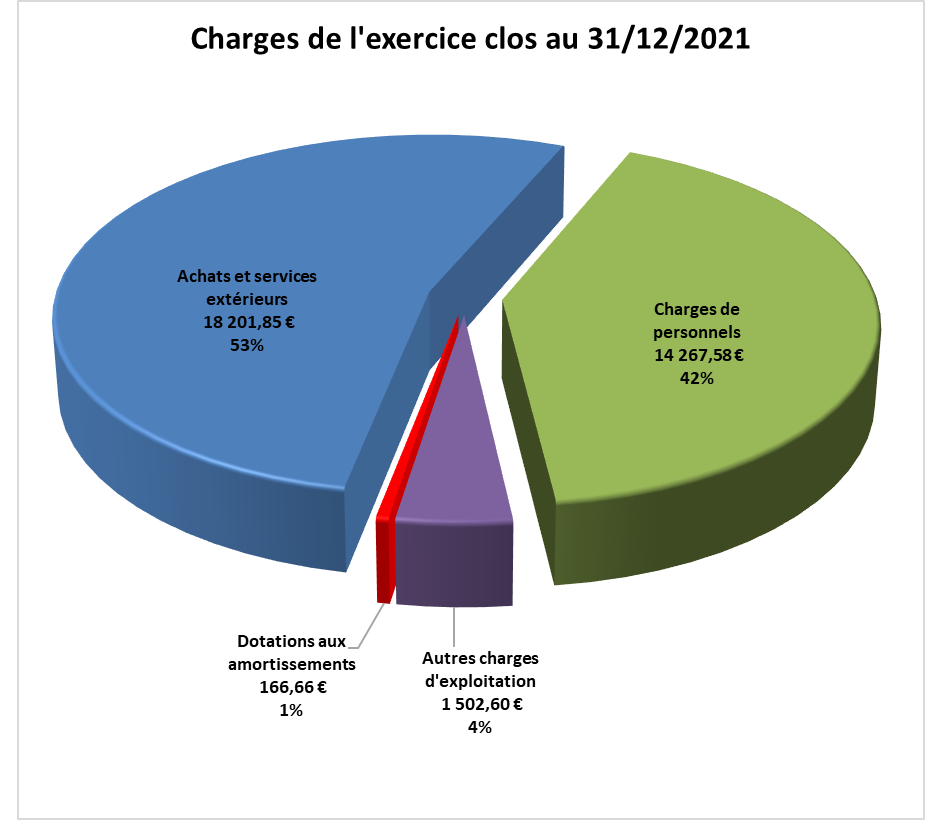 Charges de l'exercice clos au 31/12/2021
Achats et services
extérieurs
18 201,85 €
53%
Charges de
personnels
14 267,58 €
42%
Dotations aux
amortissements
166,66 €
1%
Autres charges
d'exploitation
1 502,60 €
4%